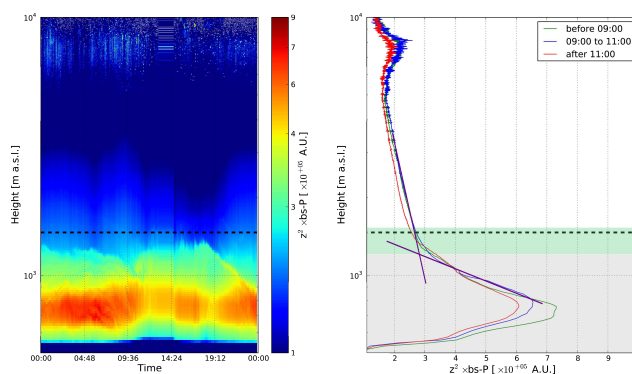 10⁴
Height [m a.s.l.]
10³
00:00 04:48 09:36 14:24 19:12 00:00
Time
9
6
4
3
2
1
z² ×bs-P [ ×10⁺⁰⁵ A.U.]
10⁴
Height [m a.s.l.]
10³
before 09:00
09:00 to 11:00
after 11:00
2 3 4 5 6 7 8 9
z² ×bs-P [ ×10⁺⁰⁵ A.U.]